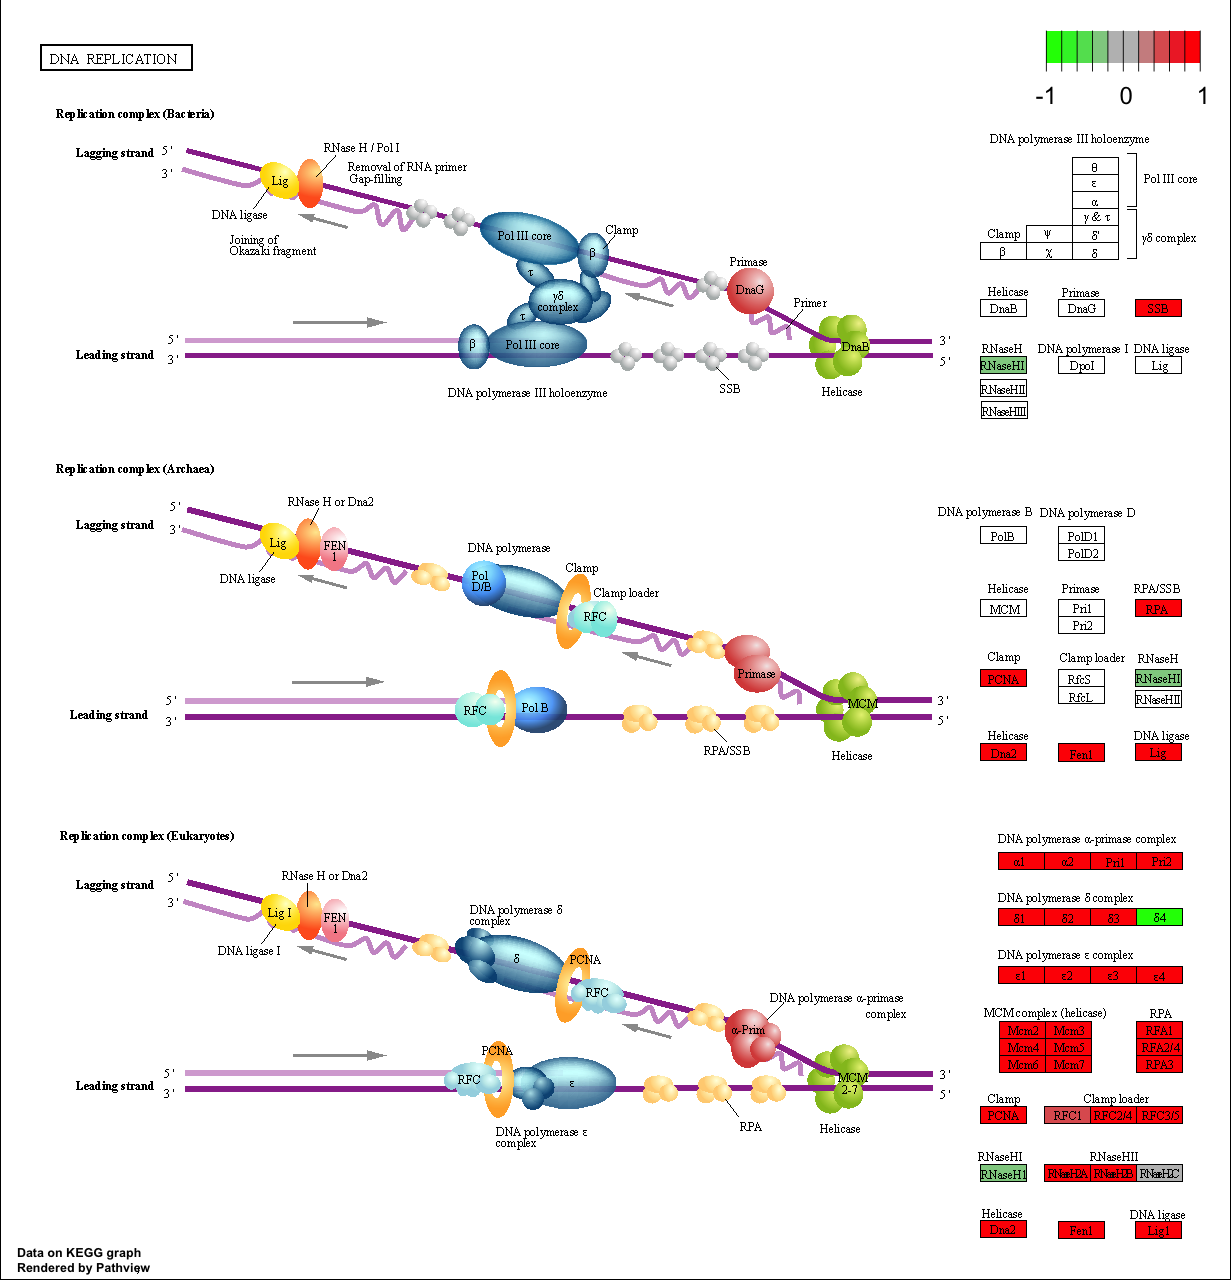 DNA REPLICATION
-1 0 1
Replication complex (Bacteria)
Lagging strand 5'
3'
RNase H / Pol I
Removal of RNA primer
Gap-filling
Lig
DNA ligase
Joining of
Okazaki fragment
Pol III core
Clamp
β
τ
γδ
complex
τ
Primase
DnaG
Primer
5'
Leading strand 3'
β
Pol III core
DnaB
3'
5'
SSB
Helicase
DNA polymerase III holoenzyme
DNA polymerase III holoenzyme
θ
ε
α
Pol III core
γ & τ
Clamp ψ δ'
β χ δ
γδ complex
Helicase Primase
DnaB DnaG SSB
RNaseH DNA polymerase I DNA ligase
RNaseHI DpoI Lig
RNaseHII
RNaseHIII
Replication complex (Archaea)
Lagging strand 5'
3'
RNase H or Dna2
Lig
FEN
1
DNA ligase
DNA polymerase
Pol
D/B
Clamp
Clamp loader
RFC
Primase
5'
Leading strand 3'
RFC
Pol B
MCM
3'
5'
RPA/SSB
Helicase
DNA polymerase B DNA polymerase D
PolB PolD1
PolD2
Helicase Primase RPA/SSB
MCM Pri1 RPA
Pri2
Clamp Clamp loader RNaseH
PCNA RfcS RNaseHI
RfcL RNaseHII
Helicase DNA ligase
Dna2 Fen1 Lig
Replication complex (Eukaryotes)
Lagging strand 5'
3'
RNase H or Dna2
Lig I
FEN
1
DNA ligase I
DNA polymerase δ
complex
δ
PCNA
RFC
DNA polymerase α-primase
complex
α-Prim
5'
Leading strand 3'
PCNA
RFC
ε
MCM
2-7
3'
5'
RPA
Helicase
DNA polymerase ε
complex
DNA polymerase α-primase complex
α1 α2 Pri1 Pri2
DNA polymerase δ complex
δ1 δ2 δ3 δ4
DNA polymerase ε complex
ε1 ε2 ε3 ε4
MCM complex (helicase) RPA
Mcm2 Mcm3 RFA1
Mcm4 Mcm5 RFA2/4
Mcm6 Mcm7 RPA3
Clamp Clamp loader
PCNA RFC1 RFC2/4 RFC3/5
RNaseHI RNaseHII
RNaseH1 RNaseH2A RNaseH2B RNaseH2C
Helicase DNA ligase
Dna2 Fen1 Lig1
Data on KEGG graph
Rendered by Pathview